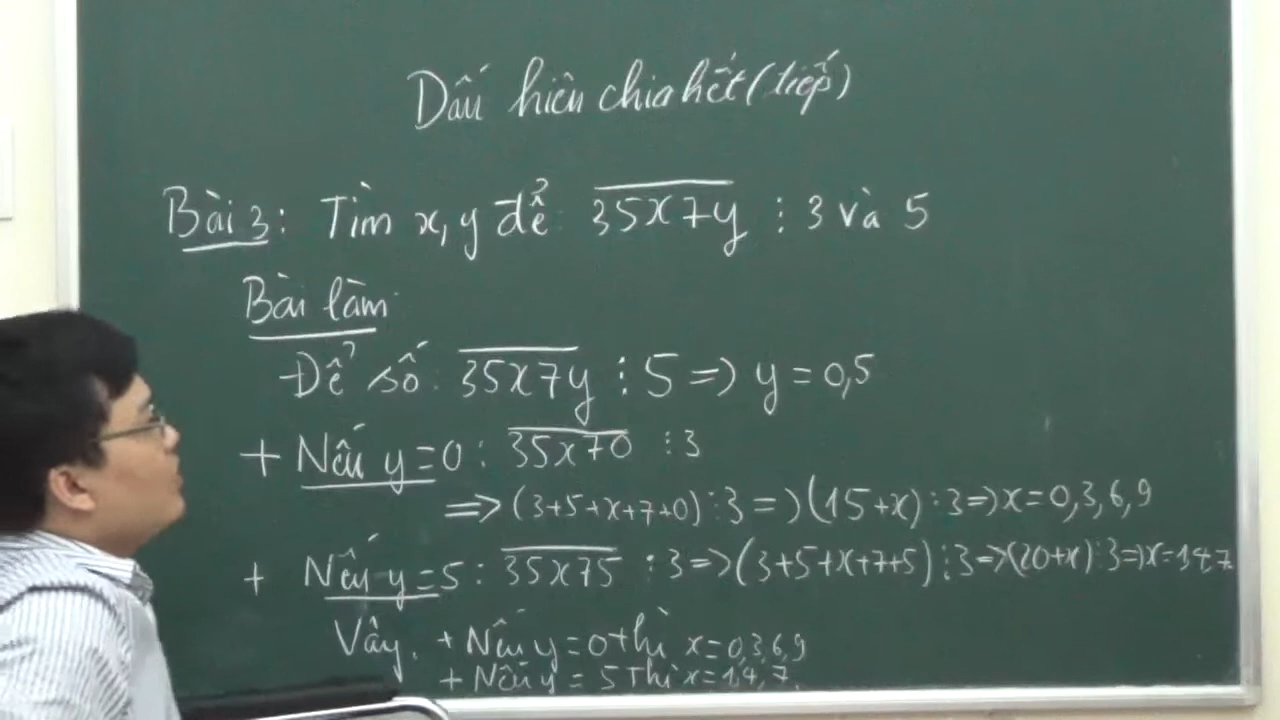 Dấu hiệu chia hết (tiếp)
Bài 3: Tìm x, y để 35x7y ⋮ 3 và 5
Bài làm
Để số: 35x7y ⋮ 5 => y = 0,5
+ Nếu y=0 : 35x70 ⋮ 3
=> (3+5+x+7+0) ⋮ 3 => (15+x) ⋮ 3 => x = 0,3,6,9
+ Nếu y=5 : 35x75 ⋮ 3 => (3+5+x+7+5) ⋮ 3 => (20+x) ⋮ 3 => x=1,4,7
Vậy. + Nếu y=0 thì x=0,3,6,9
+ Nếu y = 5 Thì x=1,4,7.